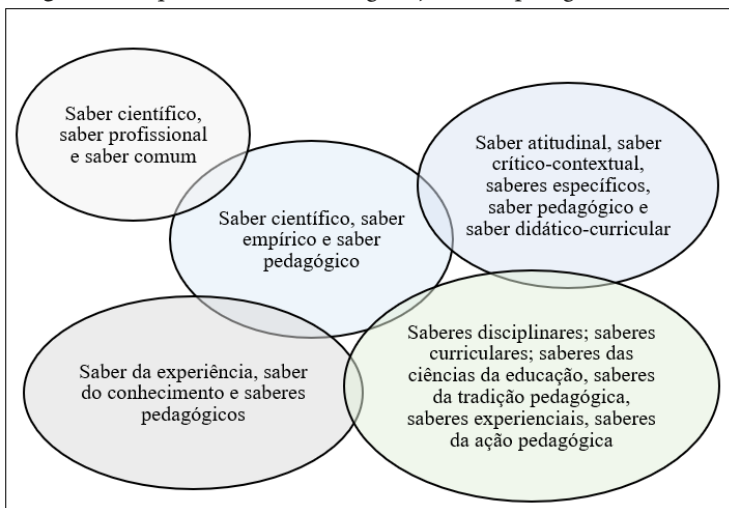 Saber científico,
saber profissional
e saber comum
Saber atitudinal, saber
crítico-contextual,
saberes específicos,
saber pedagógico e
saber didático-curricular
Saber científico, saber
empírico e saber
pedagógico
Saber da experiência, saber
do conhecimento e saberes
pedagógicos
Saberes disciplinares; saberes
curriculares; saberes das
ciências da educação, saberes
da tradição pedagógica,
saberes experienciais, saberes
da ação pedagógica